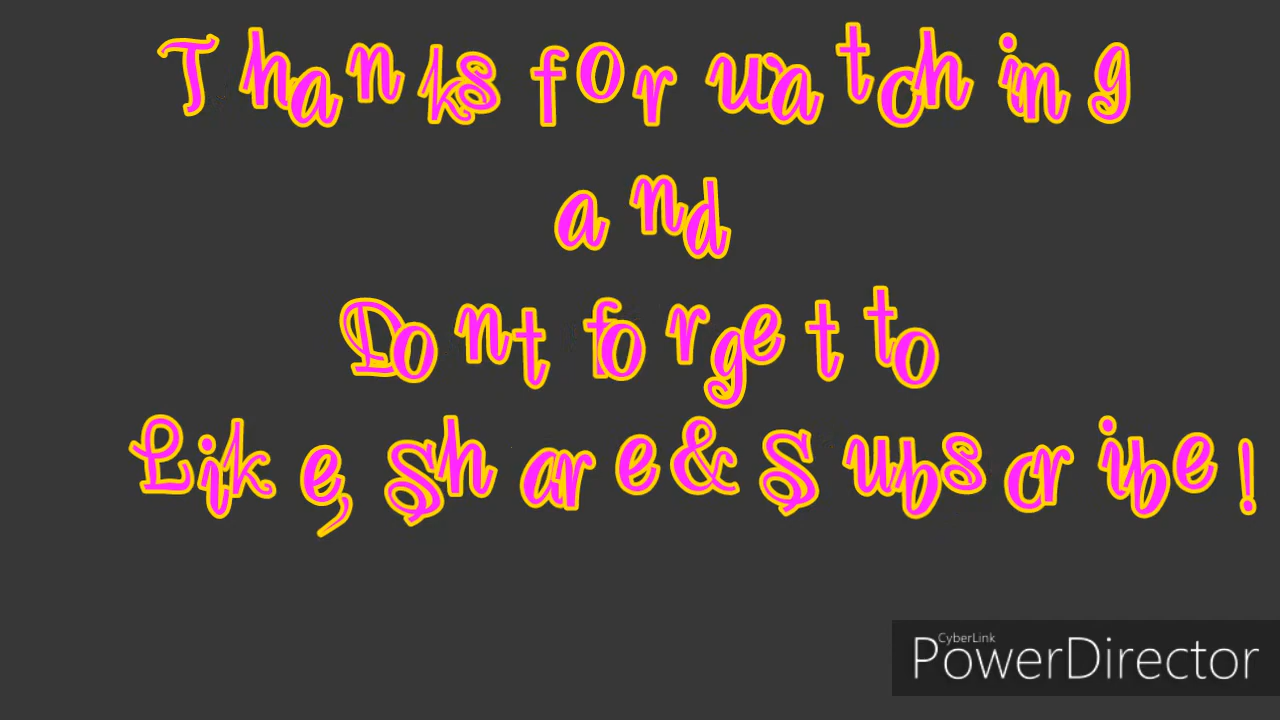 Thanks for watching
and
Dont forget to
Like, Share & Subscribe!
CyberLink
PowerDirector